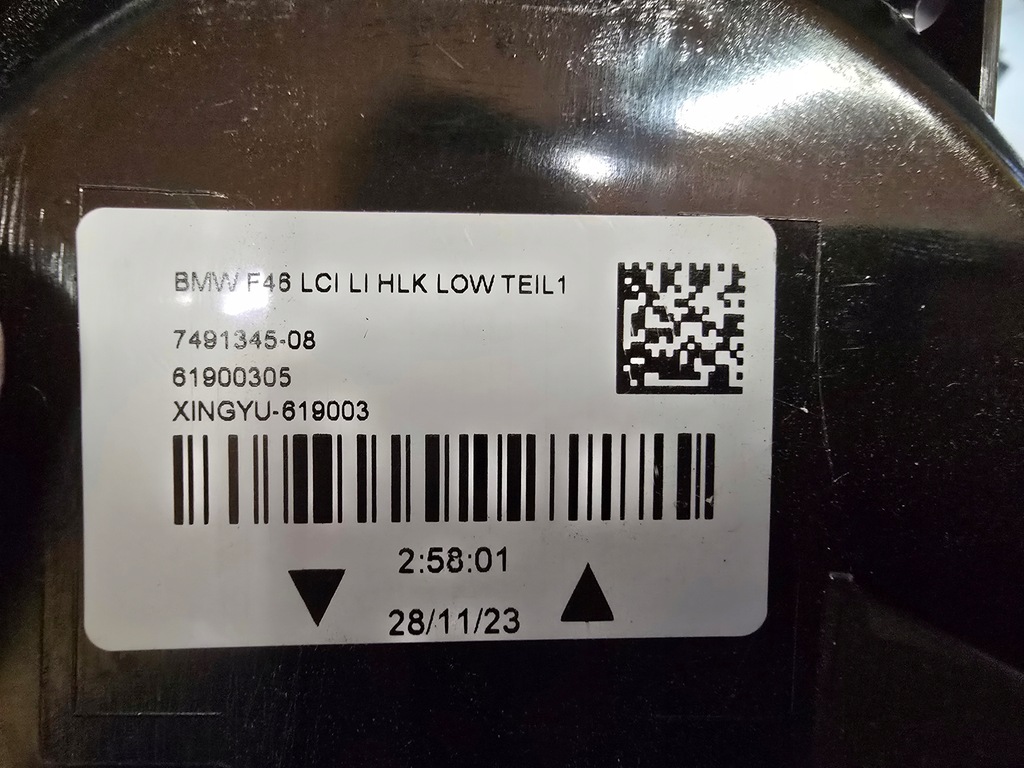 BMW F46 LCI LI HLK LOW TEIL1
7491345-08
61900305
XINGYU-619003
2:58:01
28/11/23